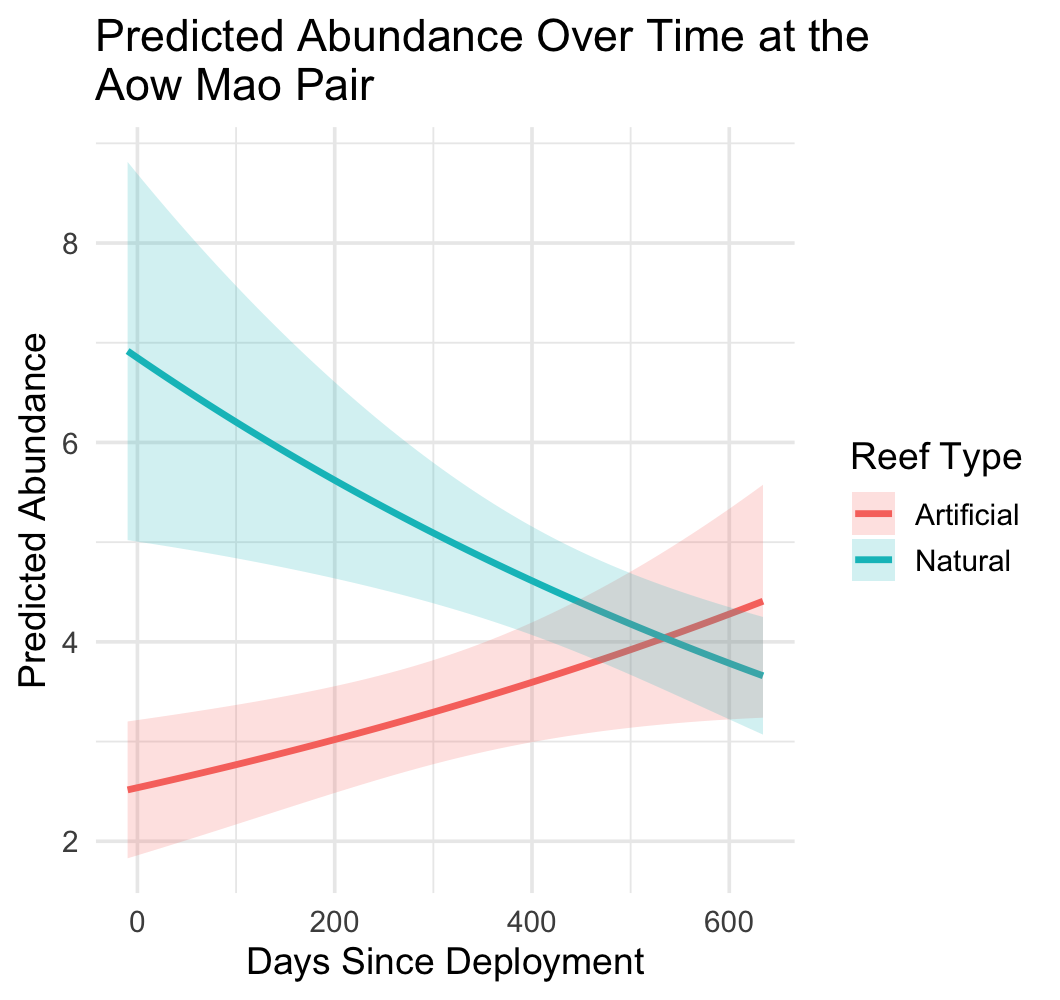 Predicted Abundance Over Time at the
Aow Mao Pair
Predicted Abundance
8
6
4
2
0 200 400 600
Days Since Deployment
Reef Type
Artificial
Natural